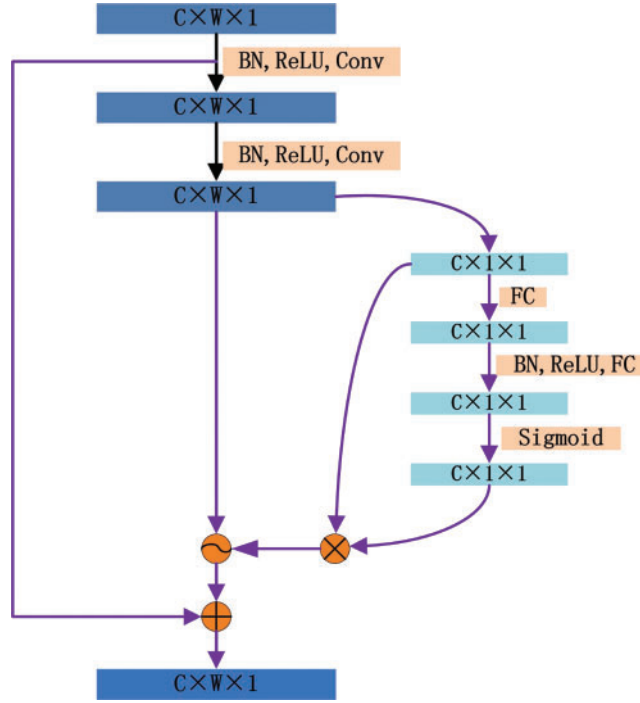 C×W×1
BN,ReLU,Conv
C×W×1
BN,ReLU,Conv
C×W×1
C×1×1
FC
C×1×1
BN,ReLU,FC
C×1×1
Sigmoid
C×1×1
C×W×1